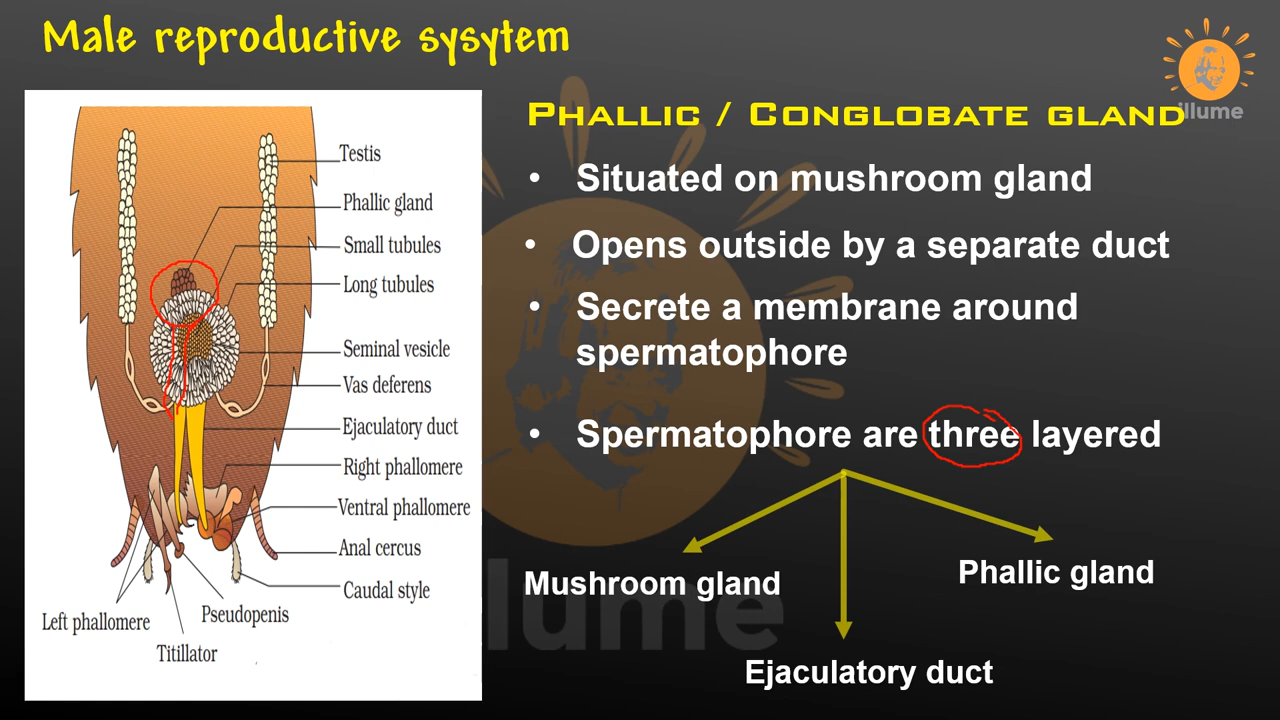 Male reproductive sysytem
illume
PHALLIC / CONGLOBATE GLAND
• Situated on mushroom gland
• Opens outside by a separate duct
• Secrete a membrane around
spermatophore
• Spermatophore are three layered
Mushroom gland
Phallic gland
Ejaculatory duct
Testis
Phallic gland
Small tubules
Long tubules
Seminal vesicle
Vas deferens
Ejaculatory duct
Right phallomere
Ventral phallomere
Anal cercus
Caudal style
Pseudopenis
Left phallomere
Titillator
illume